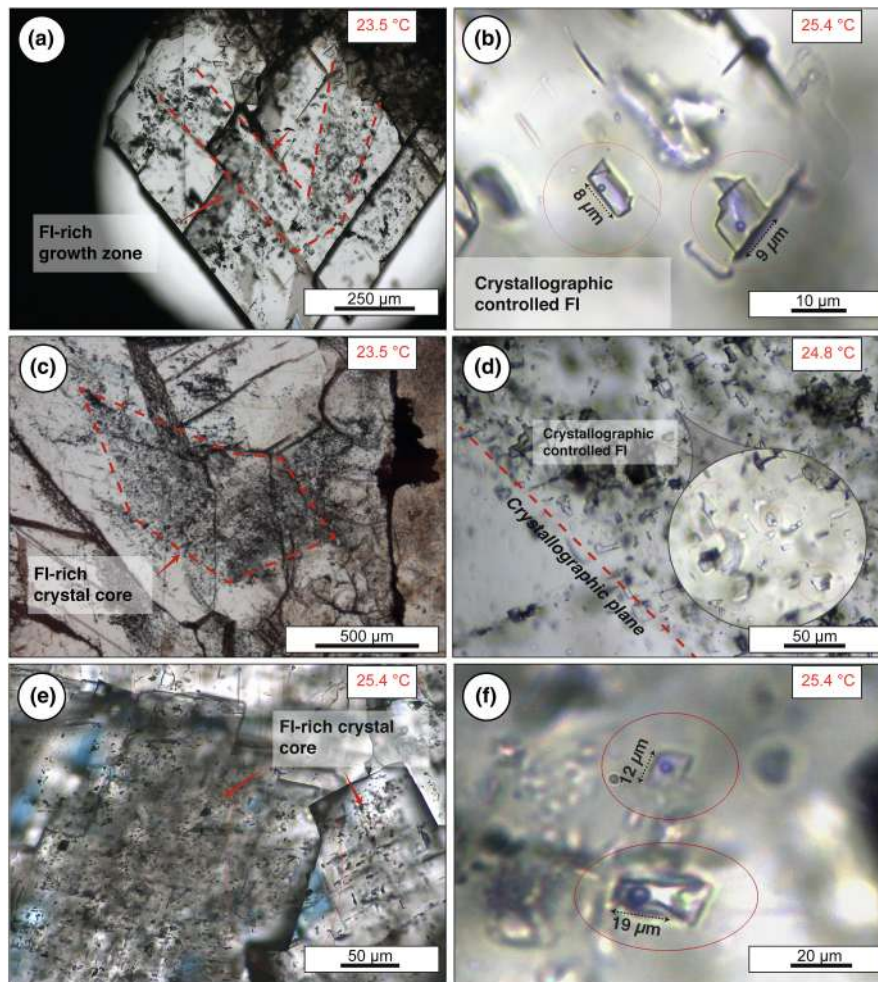 (a)
23.5 °C
FI-rich
growth zone
250 µm
(b)
25.4 °C
8 µm
9 µm
Crystallographic
controlled FI
10 µm
(c)
23.5 °C
FI-rich
crystal core
500 µm
(d)
24.8 °C
Crystallographic
controlled FI
Crystallographic plane
50 µm
(e)
25.4 °C
FI-rich crystal
core
50 µm
(f)
25.4 °C
12 µm
19 µm
20 µm